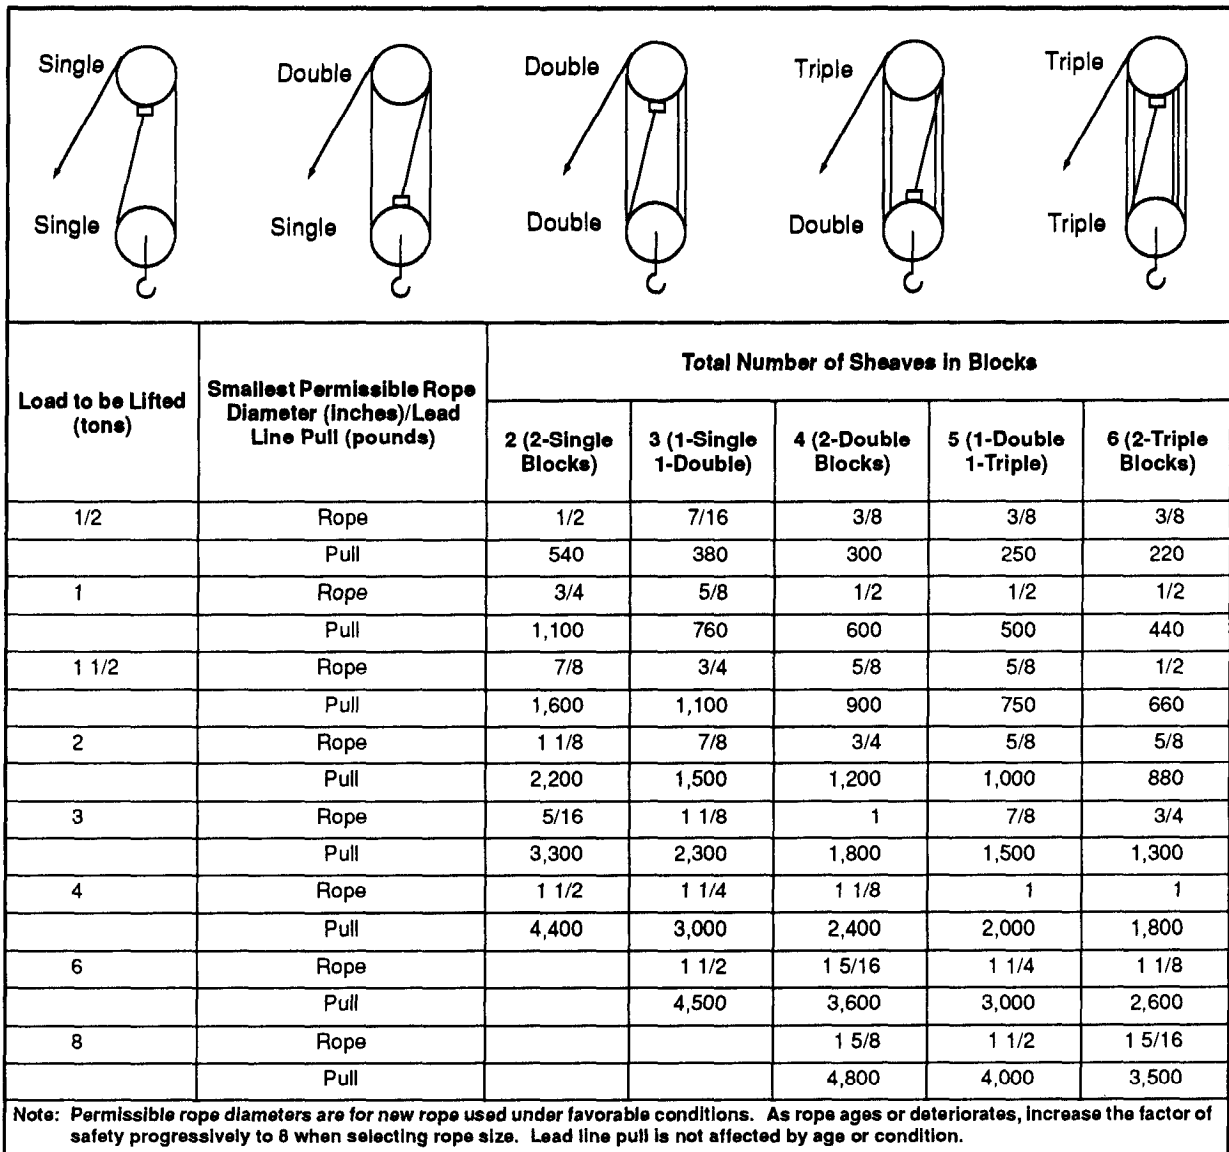 Single Double Double Triple Triple
Single Single Double Double Triple
Load to be Lifted (tons)
Smallest Permissible Rope Diameter (Inches)/Lead Line Pull (pounds)
Total Number of Sheaves in Blocks
2 (2-Single Blocks) 3 (1-Single 1-Double) 4 (2-Double Blocks) 5 (1-Double 1-Triple) 6 (2-Triple Blocks)
1/2 Rope 1/2 7/16 3/8 3/8 3/8
Pull 540 380 300 250 220
1 Rope 3/4 5/8 1/2 1/2 1/2
Pull 1,100 760 600 500 440
1 1/2 Rope 7/8 3/4 5/8 5/8 1/2
Pull 1,600 1,100 900 750 660
2 Rope 1 1/8 7/8 3/4 5/8 5/8
Pull 2,200 1,500 1,200 1,000 880
3 Rope 5/16 1 1/8 1 7/8 3/4
Pull 3,300 2,300 1,800 1,500 1,300
4 Rope 1 1/2 1 1/4 1 1/8 1 1
Pull 4,400 3,000 2,400 2,000 1,800
6 Rope 1 1/2 1 5/16 1 1/4 1 1/8
Pull 4,500 3,600 3,000 2,600
8 Rope 1 5/8 1 1/2 1 5/16
Pull 4,800 4,000 3,500
Note: Permissible rope diameters are for new rope used under favorable conditions. As rope ages or deteriorates, increase the factor of
safety progressively to 8 when selecting rope size. Lead line pull is not affected by age or condition.